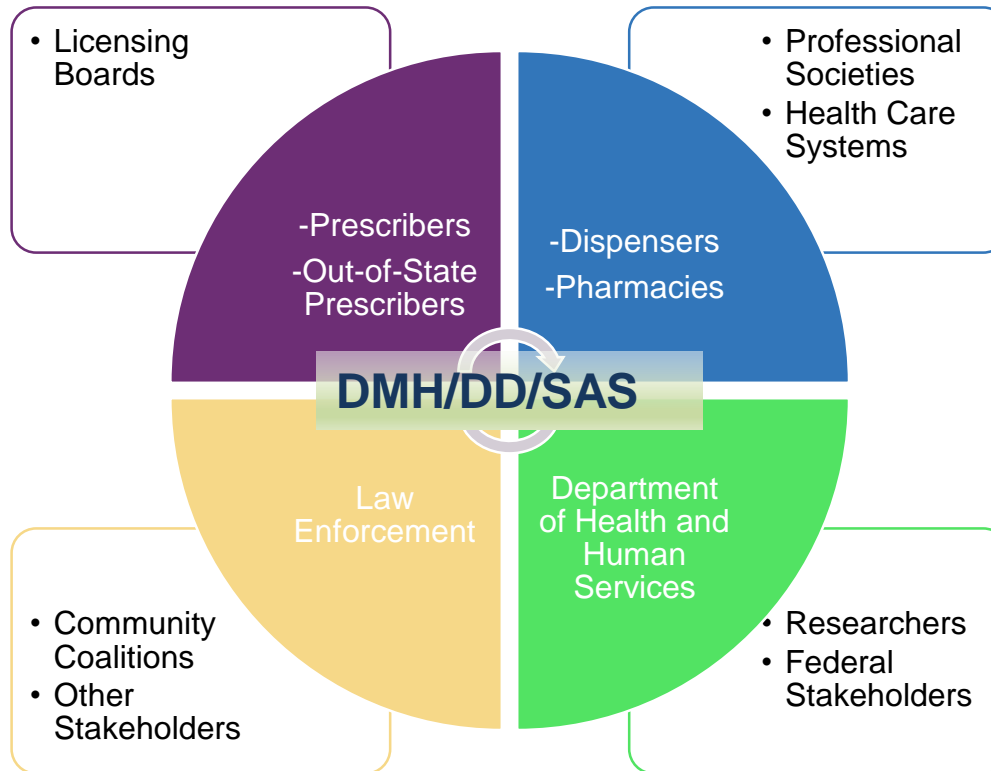 • Licensing
Boards
• Professional
Societies
• Health Care
Systems
-Prescribers
-Out-of-State
Prescribers
-Dispensers
-Pharmacies
DMH/DD/SAS
Law
Enforcement
Department
of Health and
Human
Services
• Community
Coalitions
• Other
Stakeholders
• Researchers
• Federal
Stakeholders